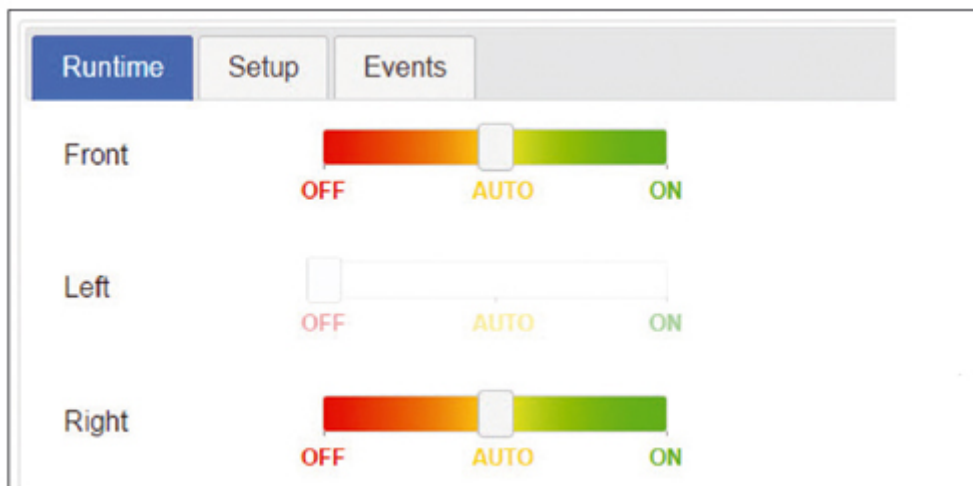 Runtime Setup Events
Front
OFF AUTO ON
Left
OFF AUTO ON
Right
OFF AUTO ON